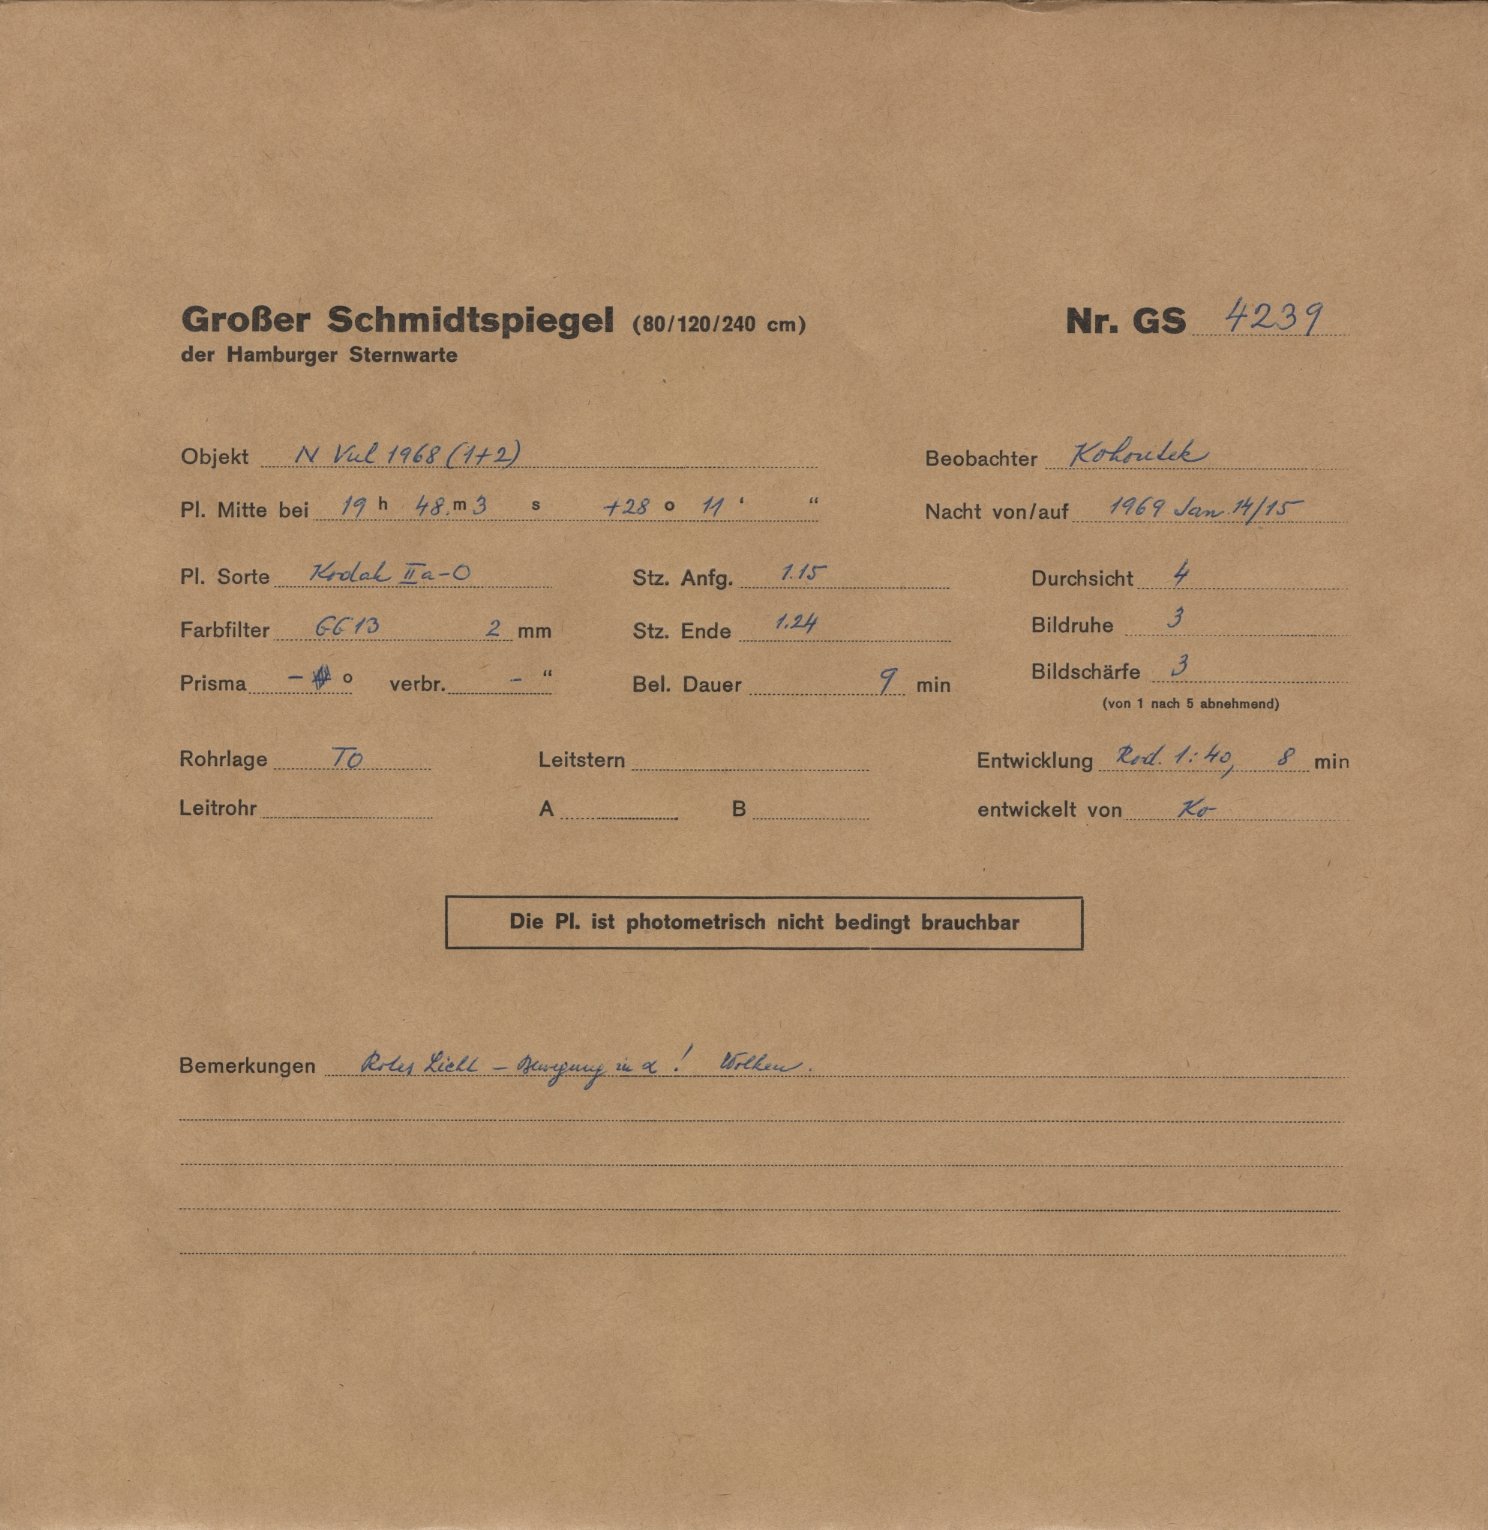 Großer Schmidtspiegel (80/120/240 cm) Nr. GS 4239
der Hamburger Sternwarte
Objekt N Vul 1968 (1+2) Beobachter Kohoutek
Pl. Mitte bei 19 h 48. m 3 s +28 o 11 ‘ “ Nacht von/auf 1969 Jan. 14/15
Pl. Sorte Kodak IIa-O Stz. Anfg. 1.15 Durchsicht 4
Farbfilter GG13 2 mm Stz. Ende 1.24 Bildruhe 3
Prisma – o verbr. – “ Bel. Dauer 9 min Bildschärfe 3
(von 1 nach 5 abnehmend)
Rohrlage TO Leitstern Entwicklung Rod. 1:40, 8 min
Leitrohr A B entwickelt von Ko
Die Pl. ist photometrisch nicht bedingt brauchbar
Bemerkungen Rotes Licht – Bewegung in α! Wolken.